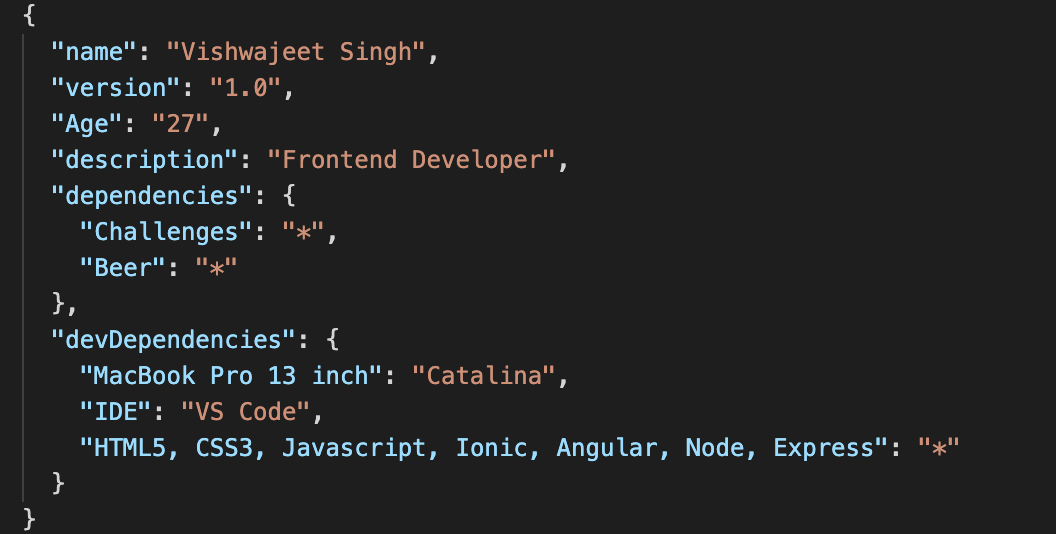 {
"name": "Vishwajeet Singh",
"version": "1.0",
"Age": "27",
"description": "Frontend Developer",
"dependencies": {
"Challenges": "*",
"Beer": "*"
},
"devDependencies": {
"MacBook Pro 13 inch": "Catalina",
"IDE": "VS Code",
"HTML5, CSS3, Javascript, Ionic, Angular, Node, Express": "*"
}
}